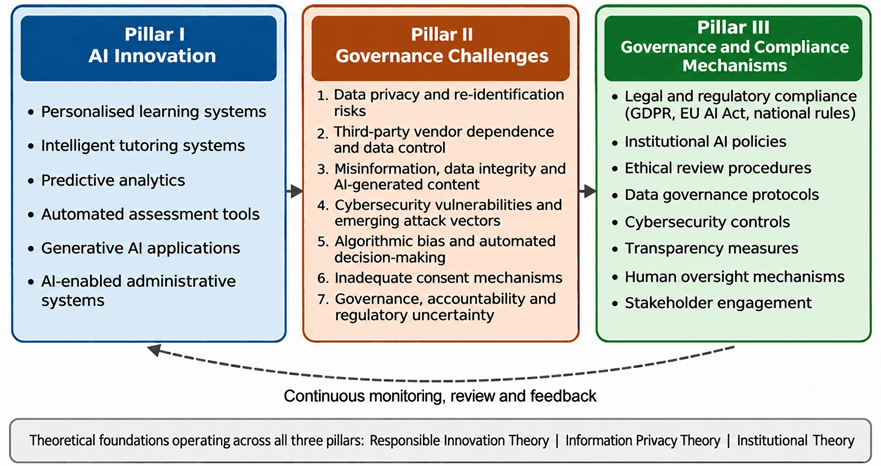 Pillar I
AI Innovation
• Personalised learning systems
• Intelligent tutoring systems
• Predictive analytics
• Automated assessment tools
• Generative AI applications
• AI-enabled administrative
systems
Pillar II
Governance Challenges
1. Data privacy and re-identification
risks
2. Third-party vendor dependence
and data control
3. Misinformation, data integrity and
AI-generated content
4. Cybersecurity vulnerabilities and
emerging attack vectors
5. Algorithmic bias and automated
decision-making
6. Inadequate consent mechanisms
7. Governance, accountability and
regulatory uncertainty
Pillar III
Governance and Compliance
Mechanisms
• Legal and regulatory compliance
(GDPR, EU AI Act, national rules)
• Institutional AI policies
• Ethical review procedures
• Data governance protocols
• Cybersecurity controls
• Transparency measures
• Human oversight mechanisms
• Stakeholder engagement
Continuous monitoring, review and feedback
Theoretical foundations operating across all three pillars: Responsible Innovation Theory | Information Privacy Theory | Institutional Theory